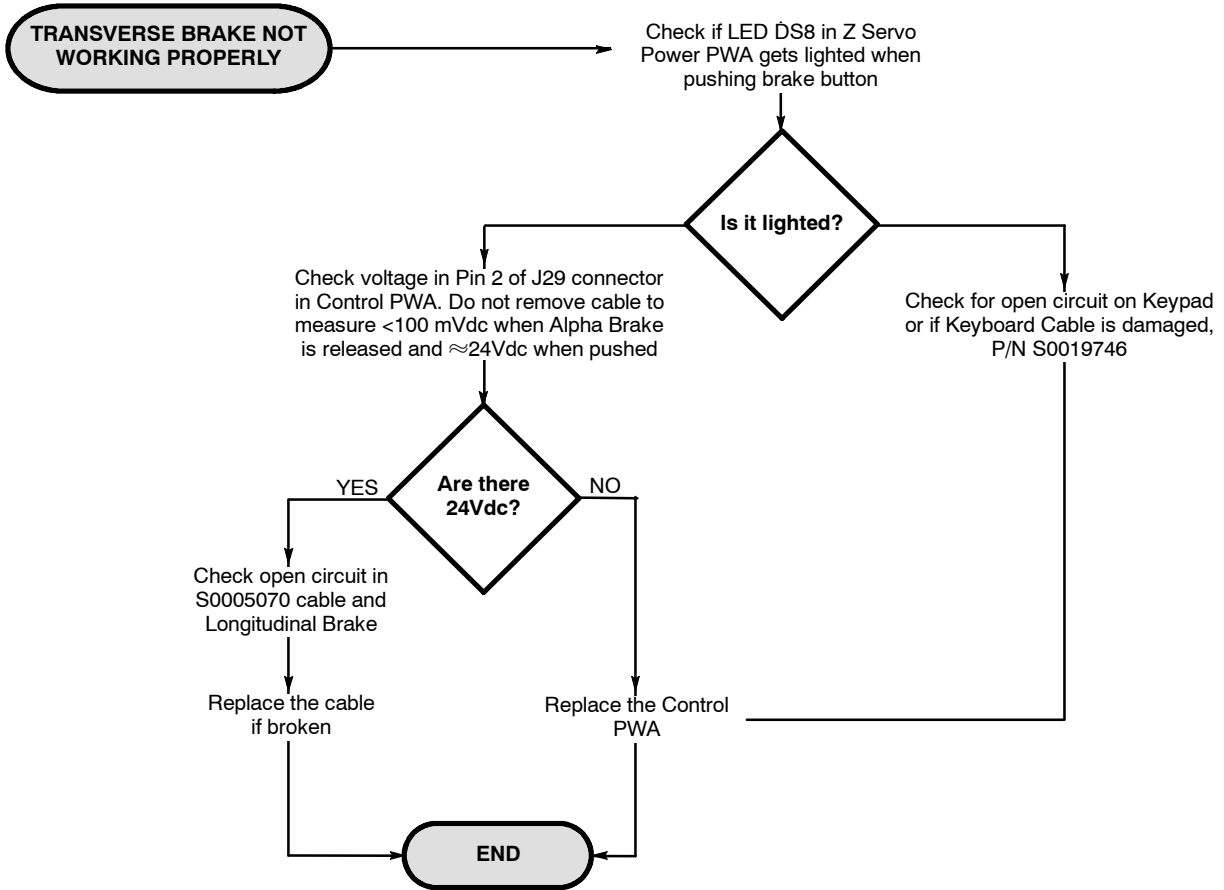 TRANSVERSE BRAKE NOT
WORKING PROPERLY
Check if LED DS8 in Z Servo
Power PWA gets lighted when
pushing brake button
Is it lighted?
Check voltage in Pin 2 of J29 connector
in Control PWA. Do not remove cable to
measure <100 mVdc when Alpha Brake
is released and ≈24Vdc when pushed
Check for open circuit on Keypad
or if Keyboard Cable is damaged,
P/N S0019746
Are there
24Vdc?
YES
NO
Check open circuit in
S0005070 cable and
Longitudinal Brake
Replace the cable
if broken
Replace the Control
PWA
END